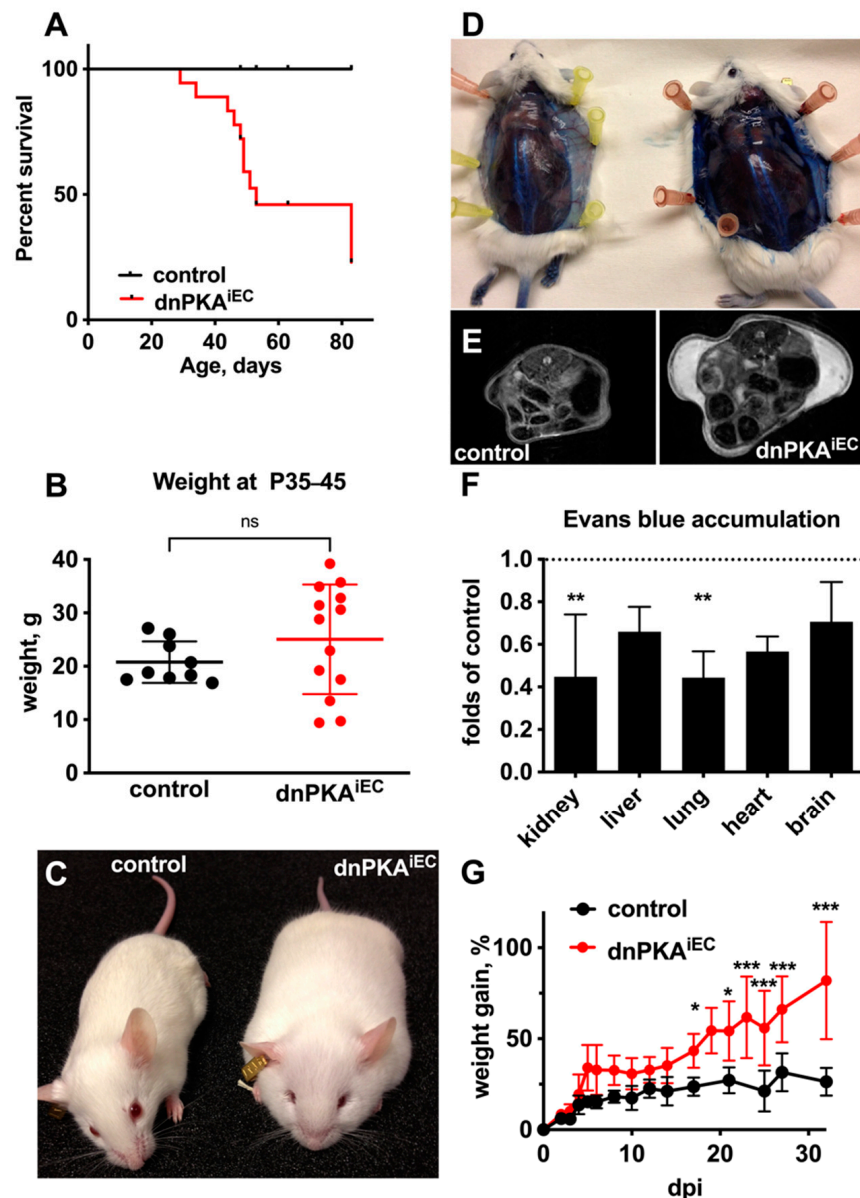 A
Percent survival
100
50
0
0 20 40 60 80
Age, days
control
dnPKAiEC
B
Weight at P35–45
ns
weight, g
40
30
20
10
0
control
dnPKAiEC
C
control
dnPKAiEC
D
E
control
dnPKAiEC
F
Evans blue accumulation
folds of control
1.0
0.8
0.6
0.4
0.2
0.0
** **
kidney
liver
lung
heart
brain
G
control
dnPKAiEC
weight gain, %
100
50
0
* * *** *** *** ***
0 10 20 30
dpi